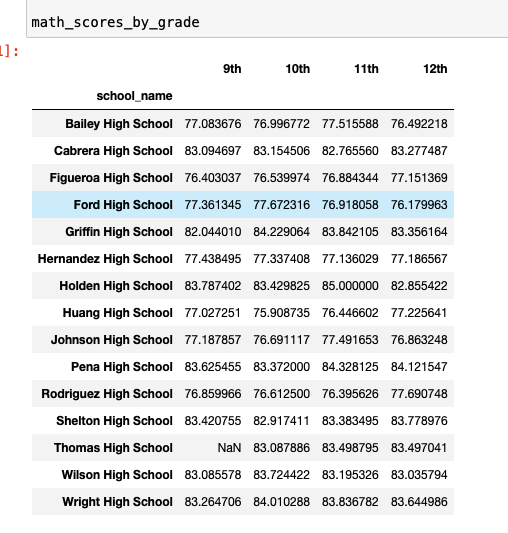 math_scores_by_grade
]:
9th 10th 11th 12th
school_name
Bailey High School 77.083676 76.996772 77.515588 76.492218
Cabrera High School 83.094697 83.154506 82.765560 83.277487
Figueroa High School 76.403037 76.539974 76.884344 77.151369
Ford High School 77.361345 77.672316 76.918058 76.179963
Griffin High School 82.044010 84.229064 83.842105 83.356164
Hernandez High School 77.438495 77.337408 77.136029 77.186567
Holden High School 83.787402 83.429825 85.000000 82.855422
Huang High School 77.027251 75.908735 76.446602 77.225641
Johnson High School 77.187857 76.691117 77.491653 76.863248
Pena High School 83.625455 83.372000 84.328125 84.121547
Rodriguez High School 76.859966 76.612500 76.395626 77.690748
Shelton High School 83.420755 82.917411 83.383495 83.778976
Thomas High School NaN 83.087886 83.498795 83.497041
Wilson High School 83.085578 83.724422 83.195326 83.035794
Wright High School 83.264706 84.010288 83.836782 83.644986